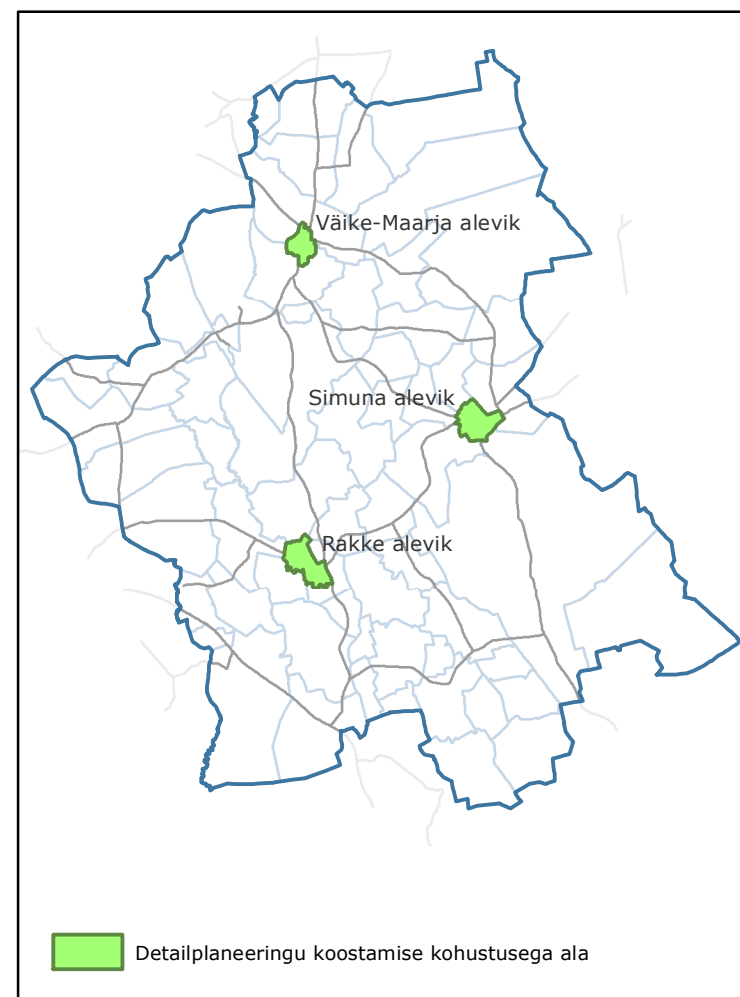 Väike-Maarja alevik
Simuna alevik
Rakke alevik
Detailplaneeringu koostamise kohustusega ala